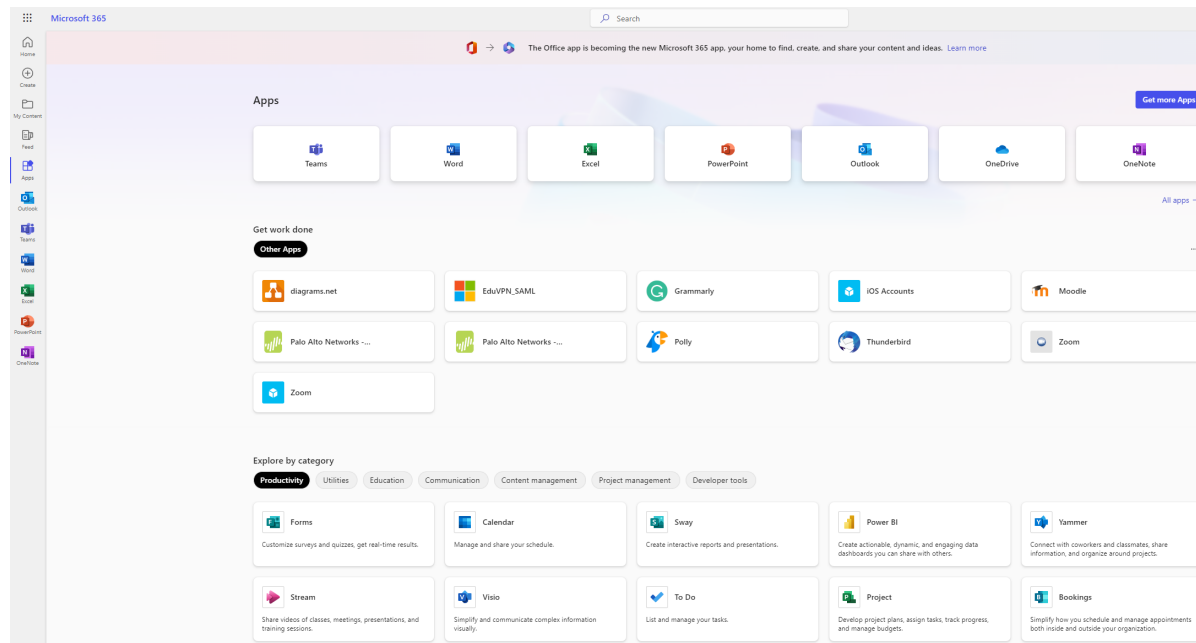 Microsoft 365
Search
Home
Create
My Content
Feed
Apps
Outlook
Teams
Word
Excel
PowerPoint
OneNote
The Office app is becoming the new Microsoft 365 app, your home to find, create, and share your content and ideas. Learn more
Apps
Get more Apps
Teams
Word
Excel
PowerPoint
Outlook
OneDrive
OneNote
All apps
Get work done
Other Apps
diagrams.net
EduVPN_SAML
Grammarly
iOS Accounts
Moodle
Palo Alto Networks -...
Palo Alto Networks -...
Polly
Thunderbird
Zoom
Zoom
Explore by category
Productivity
Utilities
Education
Communication
Content management
Project management
Developer tools
Forms
Customize surveys and quizzes, get real-time results.
Calendar
Manage and share your schedule.
Sway
Create interactive reports and presentations.
Power BI
Create actionable, dynamic, and engaging data
dashboards you can share with others.
Yammer
Connect with coworkers and classmates, share
information, and organize around projects.
Stream
Share videos of classes, meetings, presentations, and
training sessions.
Visio
Simplify and communicate complex information
visually.
To Do
List and manage your tasks.
Project
Develop project plans, assign tasks, track progress,
and manage budgets.
Bookings
Simplify how you schedule and manage appointments
both inside and outside your organization.